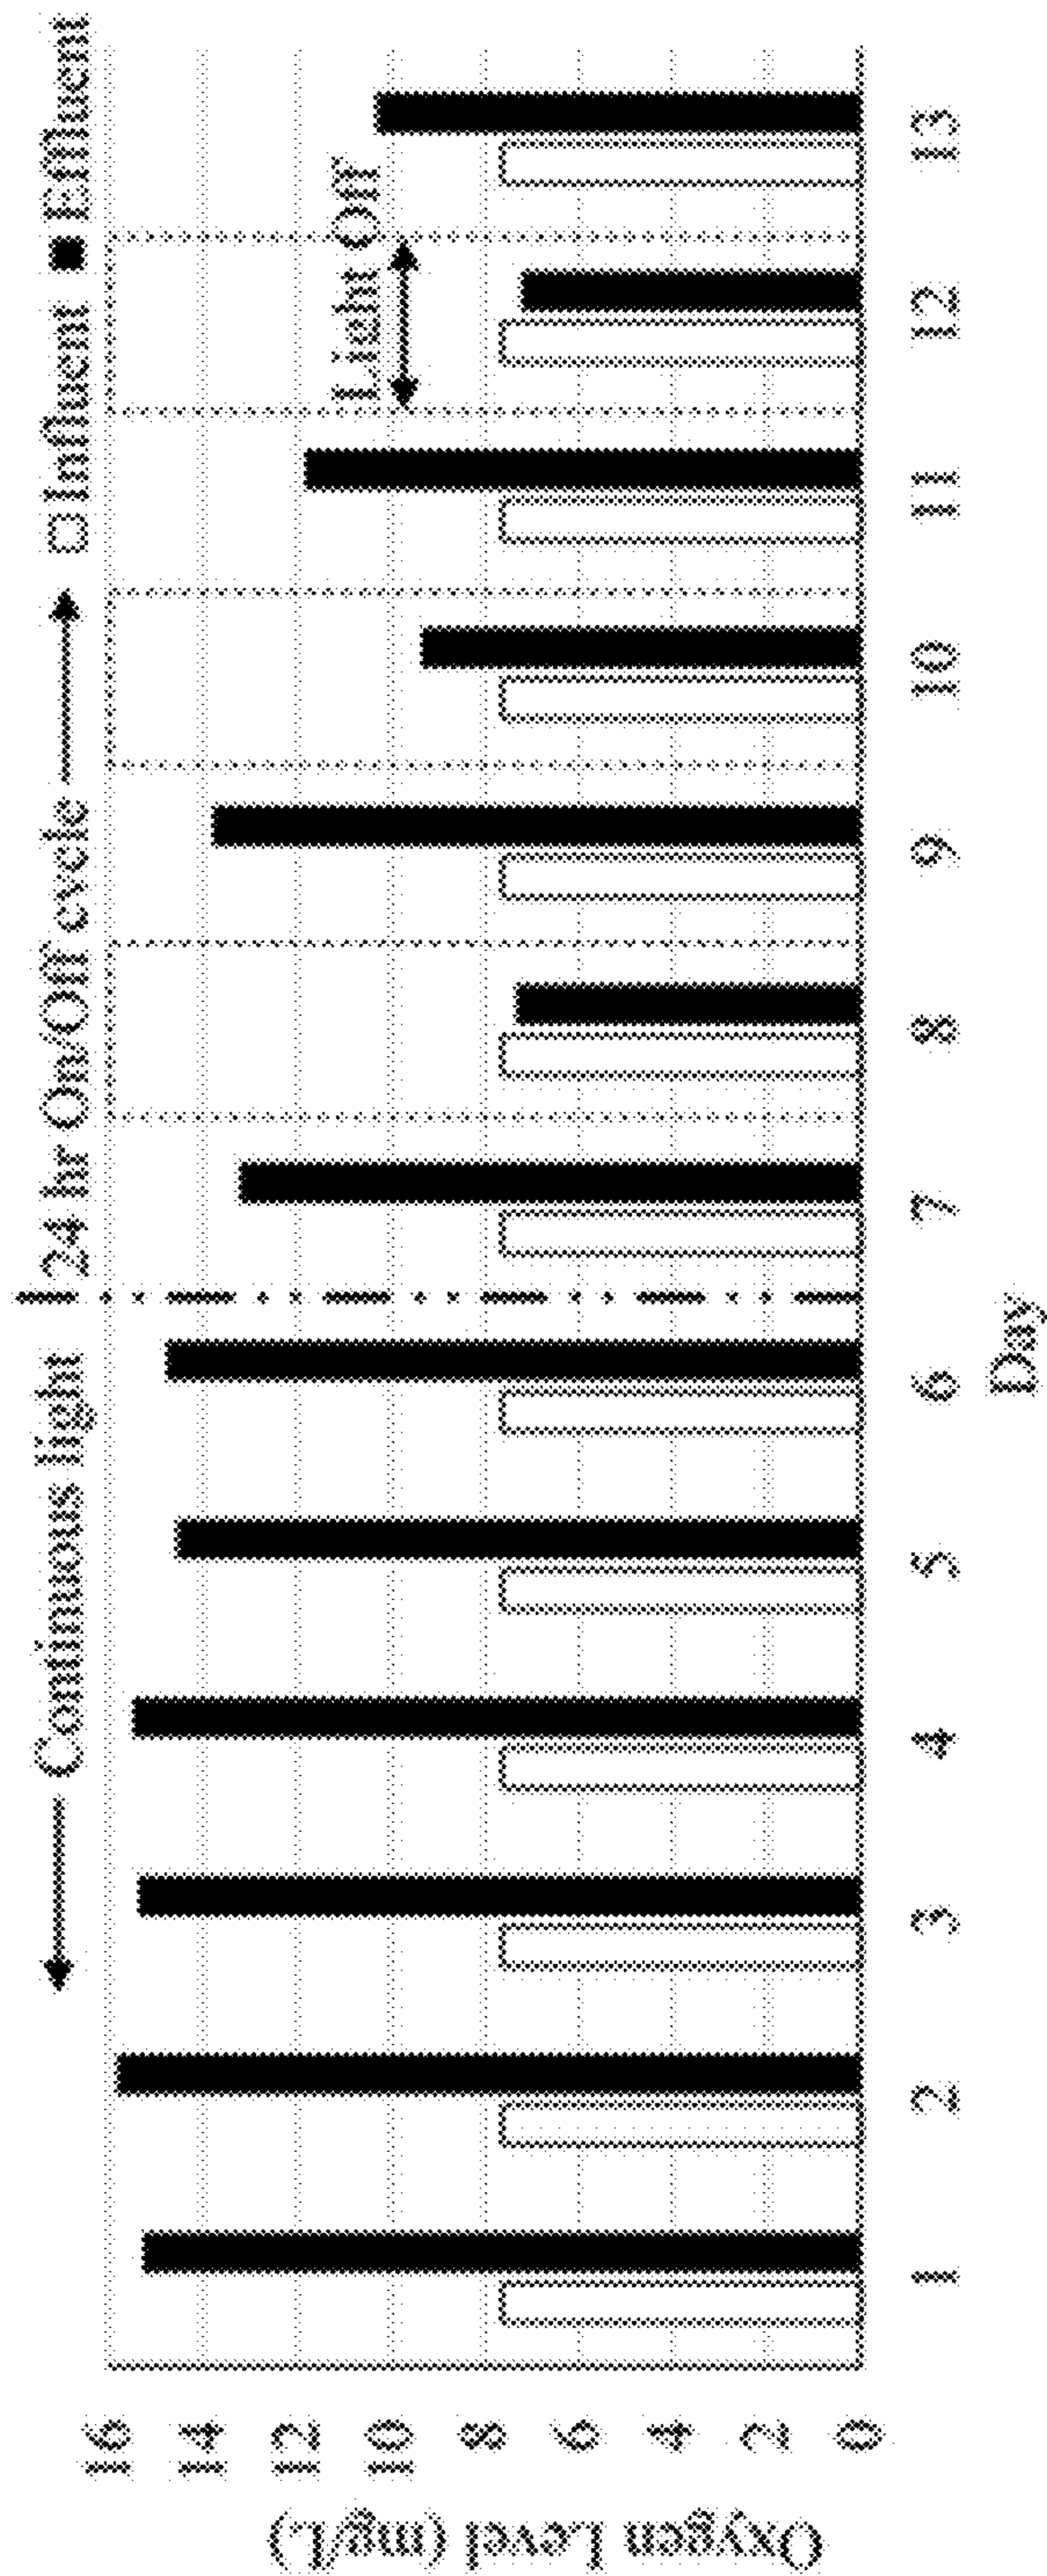 Continuous light
24 hr On/Off cycle
Influent
Effluent
Light Off
16
14
12
10
8
6
4
2
0
Oxygen Level (mg/L)
1 2 3 4 5 6 7 8 9 10 11 12 13
Day